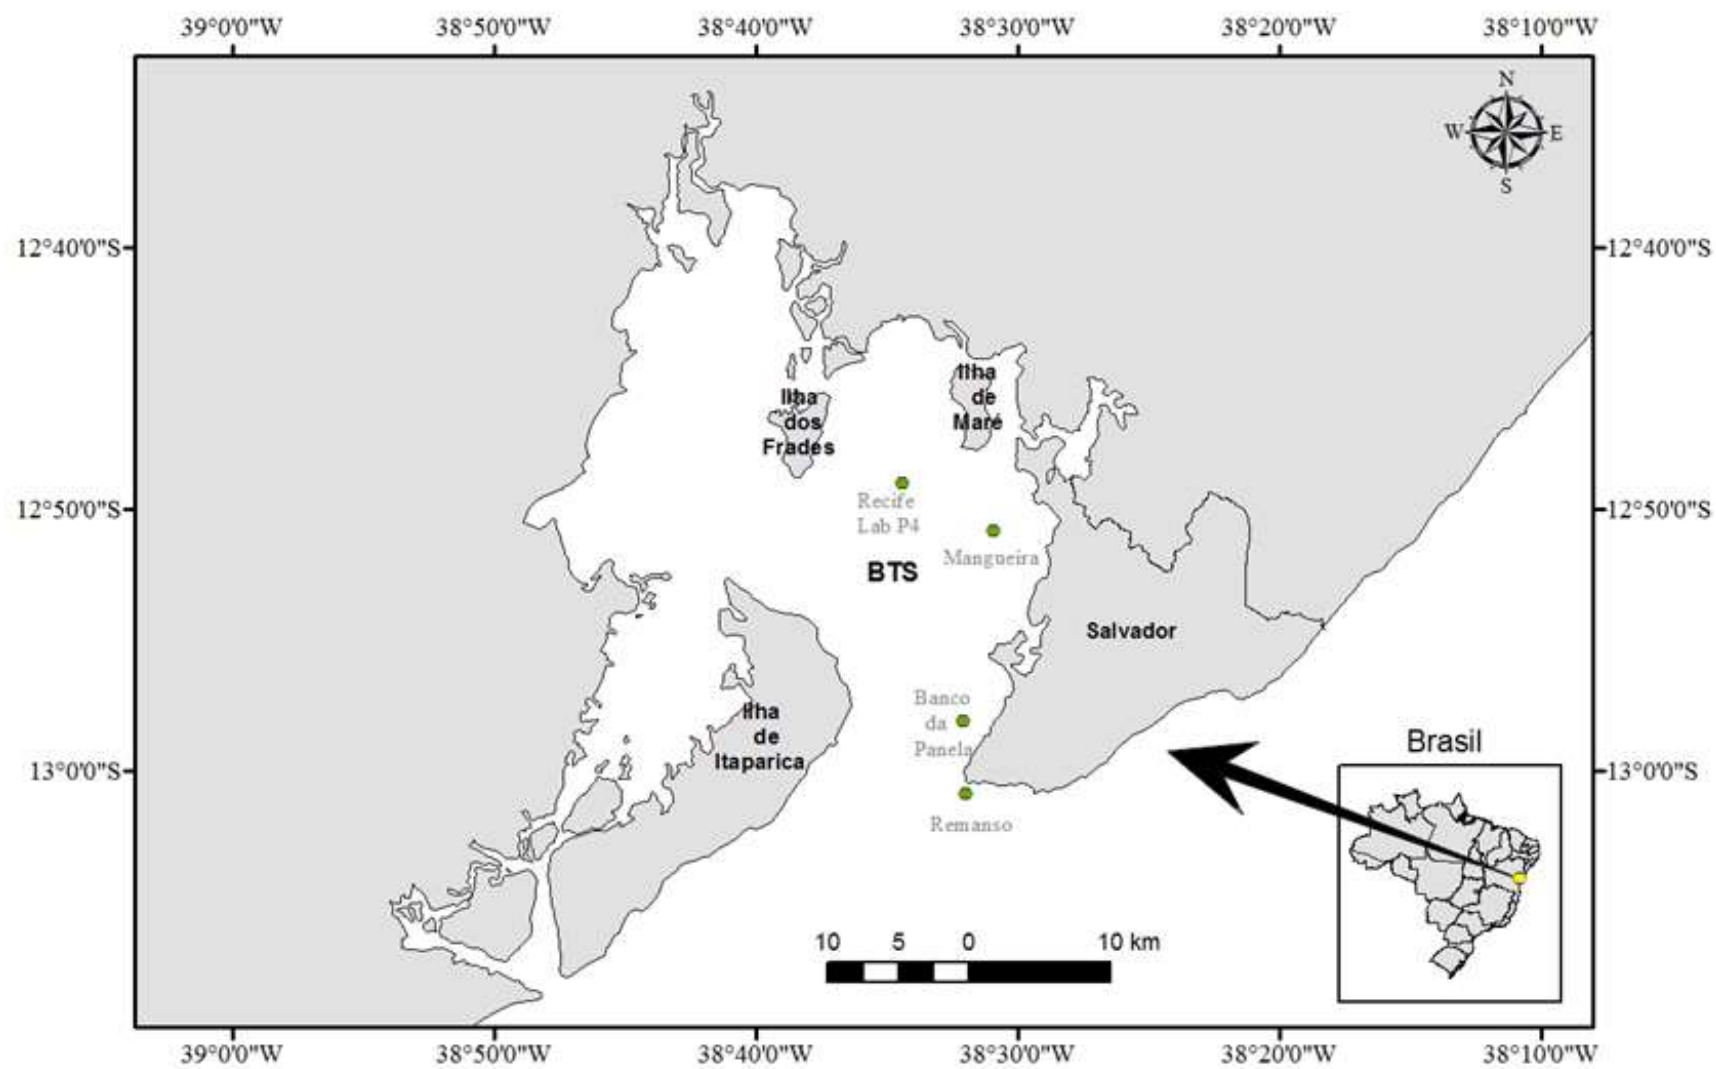 39°0'0"W 38°50'0"W 38°40'0"W 38°30'0"W 38°20'0"W 38°10'0"W
N
W E
S
12°40'0"S 12°40'0"S
Ilha
de
Maré
Ilha
dos
Frades
Recife
Lab P4
12°50'0"S 12°50'0"S
Mangueira
BTS
Salvador
Banco
da
Panela
Ilha
de
Itaparica
Brasil
13°0'0"S 13°0'0"S
Remanso
10 5 0 10 km
39°0'0"W 38°50'0"W 38°40'0"W 38°30'0"W 38°20'0"W 38°10'0"W